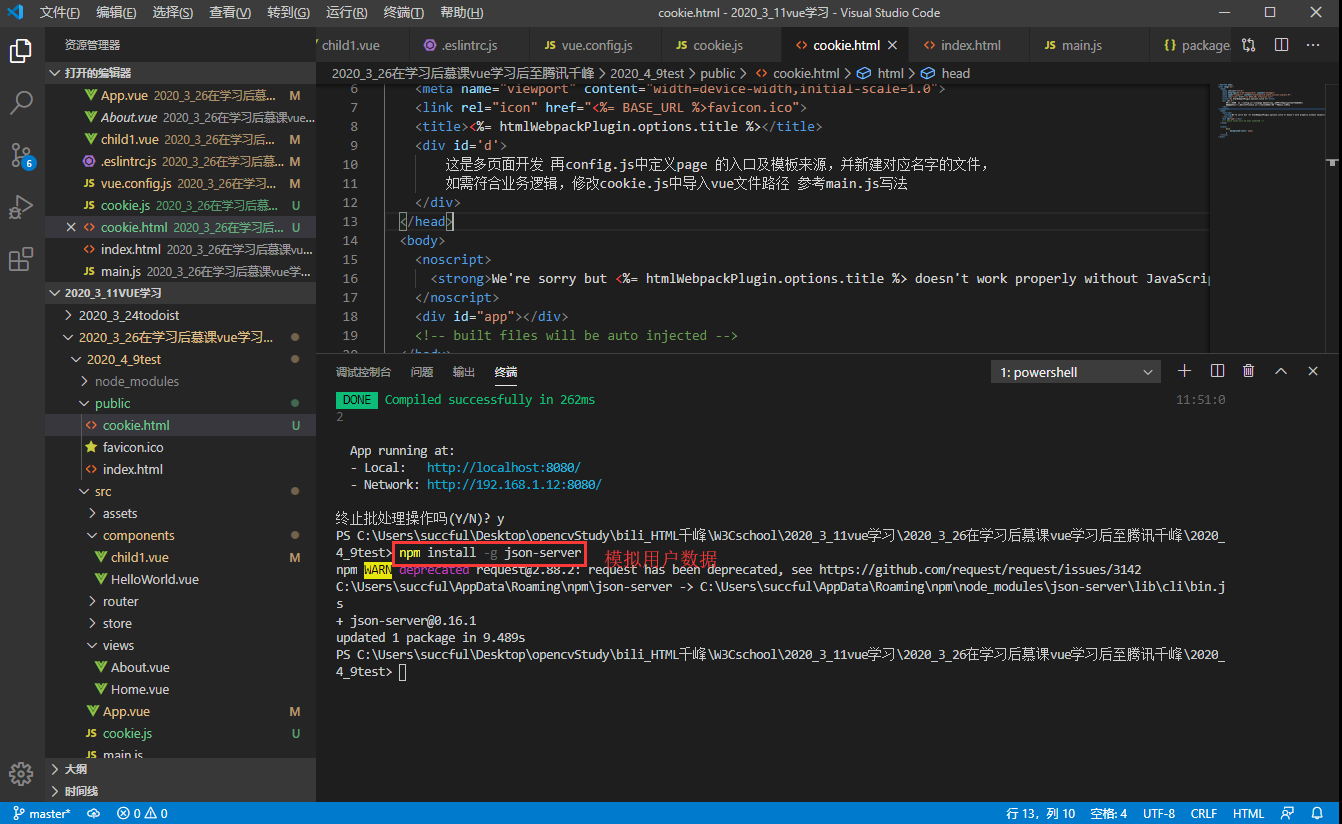 文件(F) 编辑(E) 选择(S) 查看(V) 转到(G) 运行(R) 终端(T) 帮助(H) cookie.html - 2020_3_11vue学习 - Visual Studio Code
资源管理器
child1.vue .eslintrc.js JS vue.config.js JS cookie.js <> cookie.html <> index.html JS main.js {} package
打开的编辑器
App.vue 2020_3_26在学习后慕... M
About.vue 2020_3_26在学习后慕课vue...
child1.vue 2020_3_26在学习后... M
.eslintrc.js 2020_3_26在学习后慕... M
JS vue.config.js 2020_3_26在学习... M
JS cookie.js 2020_3_26在学习后慕... U
<> cookie.html 2020_3_26在学习后... U
<> index.html 2020_3_26在学习后慕课vu...
JS main.js 2020_3_26在学习后慕课vue学...
6
2020_3_11VUE学习
2020_3_24todoist
2020_3_26在学习后慕课vue学习...
2020_4_9test
node_modules
public
<> cookie.html U
favicon.ico
<> index.html
src
assets
components
child1.vue M
HelloWorld.vue
router
store
views
About.vue
Home.vue
App.vue M
JS cookie.js U
JS main.js
大纲
时间线
2020_3_26在学习后慕课vue学习后至腾讯千峰 > 2020_4_9test > public > <> cookie.html > html > head
6 <meta name="viewport" content="width=device-width,initial-scale=1.0">
7 <link rel="icon" href="<%= BASE_URL %>favicon.ico">
8 <title><%= htmlWebpackPlugin.options.title %></title>
9 <div id='d'>
10 这是多页面开发 再config.js中定义page 的入口及模板来源，并新建对应名字的文件，
11 如需符合业务逻辑，修改cookie.js中导入vue文件路径 参考main.js写法
12 </div>
13 </head>
14 <body>
15 <noscript>
16 <strong>We're sorry but <%= htmlWebpackPlugin.options.title %> doesn't work properly without JavaScrip
17 </noscript>
18 <div id="app"></div>
19 <!-- built files will be auto injected -->
20 </body>
调试控制台 问题 输出 终端 1: powershell
DONE Compiled successfully in 262ms 11:51:0
2
App running at:
- Local: http://localhost:8080/
- Network: http://192.168.1.12:8080/
终止批处理操作吗(Y/N)? y
PS C:\Users\succful\Desktop\opencvStudy\bili_HTML千峰\W3Cschool\2020_3_11vue学习\2020_3_26在学习后慕课vue学习后至腾讯千峰\2020_
4_9test> npm install -g json-server 模拟用户数据
npm WARN deprecated request@2.88.2: request has been deprecated, see https://github.com/request/request/issues/3142
C:\Users\succful\AppData\Roaming\npm\json-server -> C:\Users\succful\AppData\Roaming\npm\node_modules\json-server\lib\cli\bin.j
s
+ json-server@0.16.1
updated 1 package in 9.489s
PS C:\Users\succful\Desktop\opencvStudy\bili_HTML千峰\W3Cschool\2020_3_11vue学习\2020_3_26在学习后慕课vue学习后至腾讯千峰\2020_
4_9test>
master* 0 0 行 13，列 10 空格: 4 UTF-8 CRLF HTML